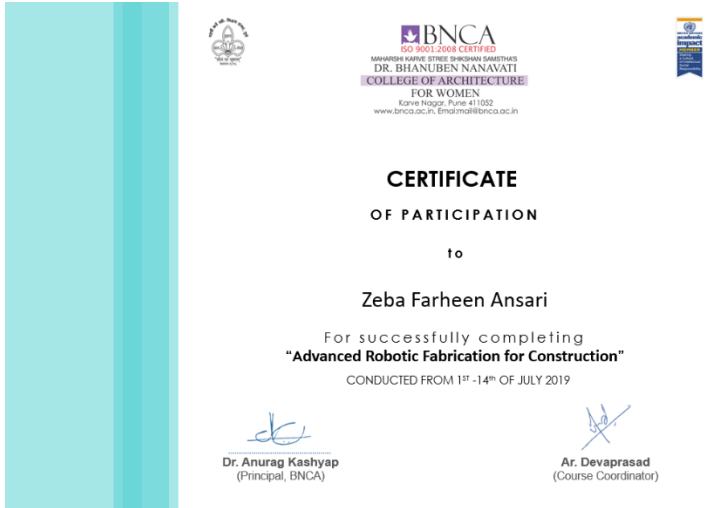 BNCA
ISO 9001:2008 CERTIFIED
MAHARSHI KARVE STREE SHIKSHAN SAMSTHA'S
DR. BHANUBEN NANAVATI
COLLEGE OF ARCHITECTURE
FOR WOMEN
Karve Nagar, Pune 411052
www.bnca.ac.in, Emai:mail@bnca.ac.in
academic
impact
MEMBER
CERTIFICATE
OF PARTICIPATION
to
Zeba Farheen Ansari
For successfully completing
“Advanced Robotic Fabrication for Construction”
CONDUCTED FROM 1ST -14th OF JULY 2019
Dr. Anurag Kashyap
(Principal, BNCA)
Ar. Devaprasad
(Course Coordinator)